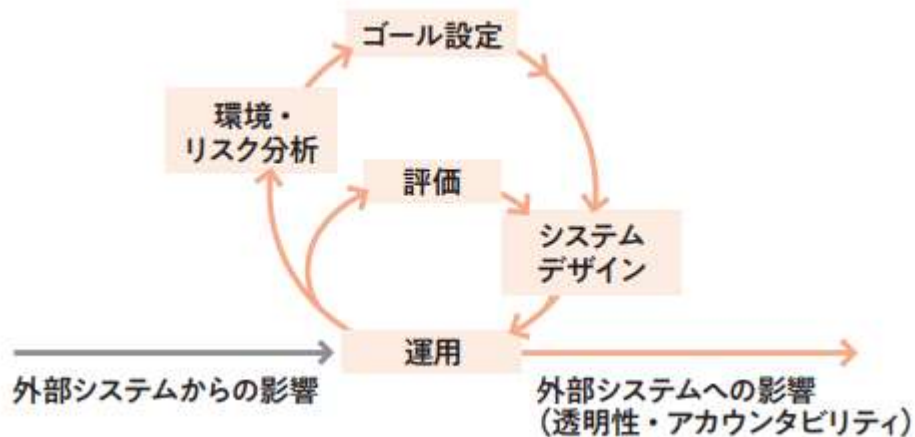 ゴール設定
環境・
リスク分析
評価
システム
デザイン
運用
外部システムからの影響
外部システムへの影響
（透明性・アカウンタビリティ）